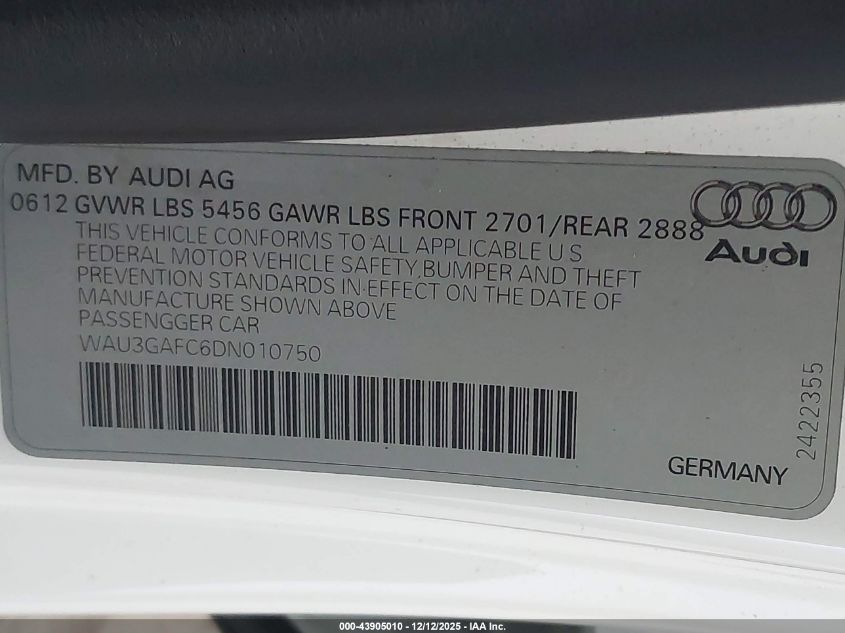 MFD. BY AUDI AG
0612 GVWR LBS 5456 GAWR LBS FRONT 2701/REAR 2888
THIS VEHICLE CONFORMS TO ALL APPLICABLE U S
FEDERAL MOTOR VEHICLE SAFETY,BUMPER AND THEFT
PREVENTION STANDARDS IN EFFECT ON THE DATE OF
MANUFACTURE SHOWN ABOVE
PASSENGGER CAR
WAU3GAFC6DN010750
Audi
2422355
GERMANY
000-43905010 - 12/12/2025 - IAA Inc.